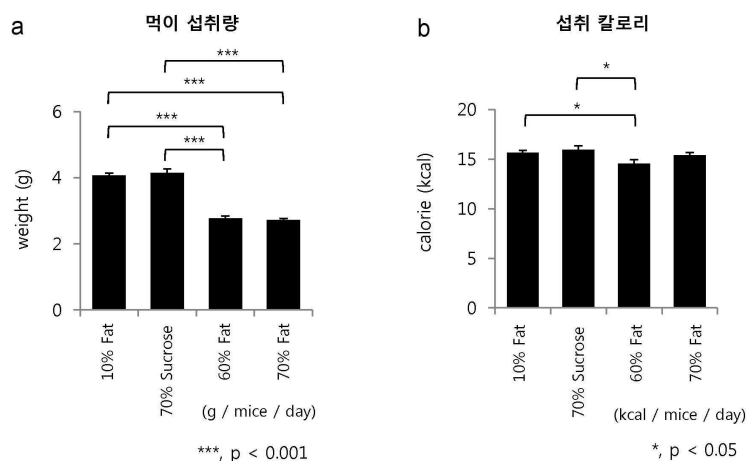 a
먹이 섭취량
***
***
***
***
6
4
2
0
weight (g)
10% Fat
70% Sucrose
60% Fat
70% Fat
(g / mice / day)
***, p < 0.001
b
섭취 칼로리
*
*
20
15
10
5
0
calorie (kcal)
10% Fat
70% Sucrose
60% Fat
70% Fat
(kcal / mice / day)
*, p < 0.05